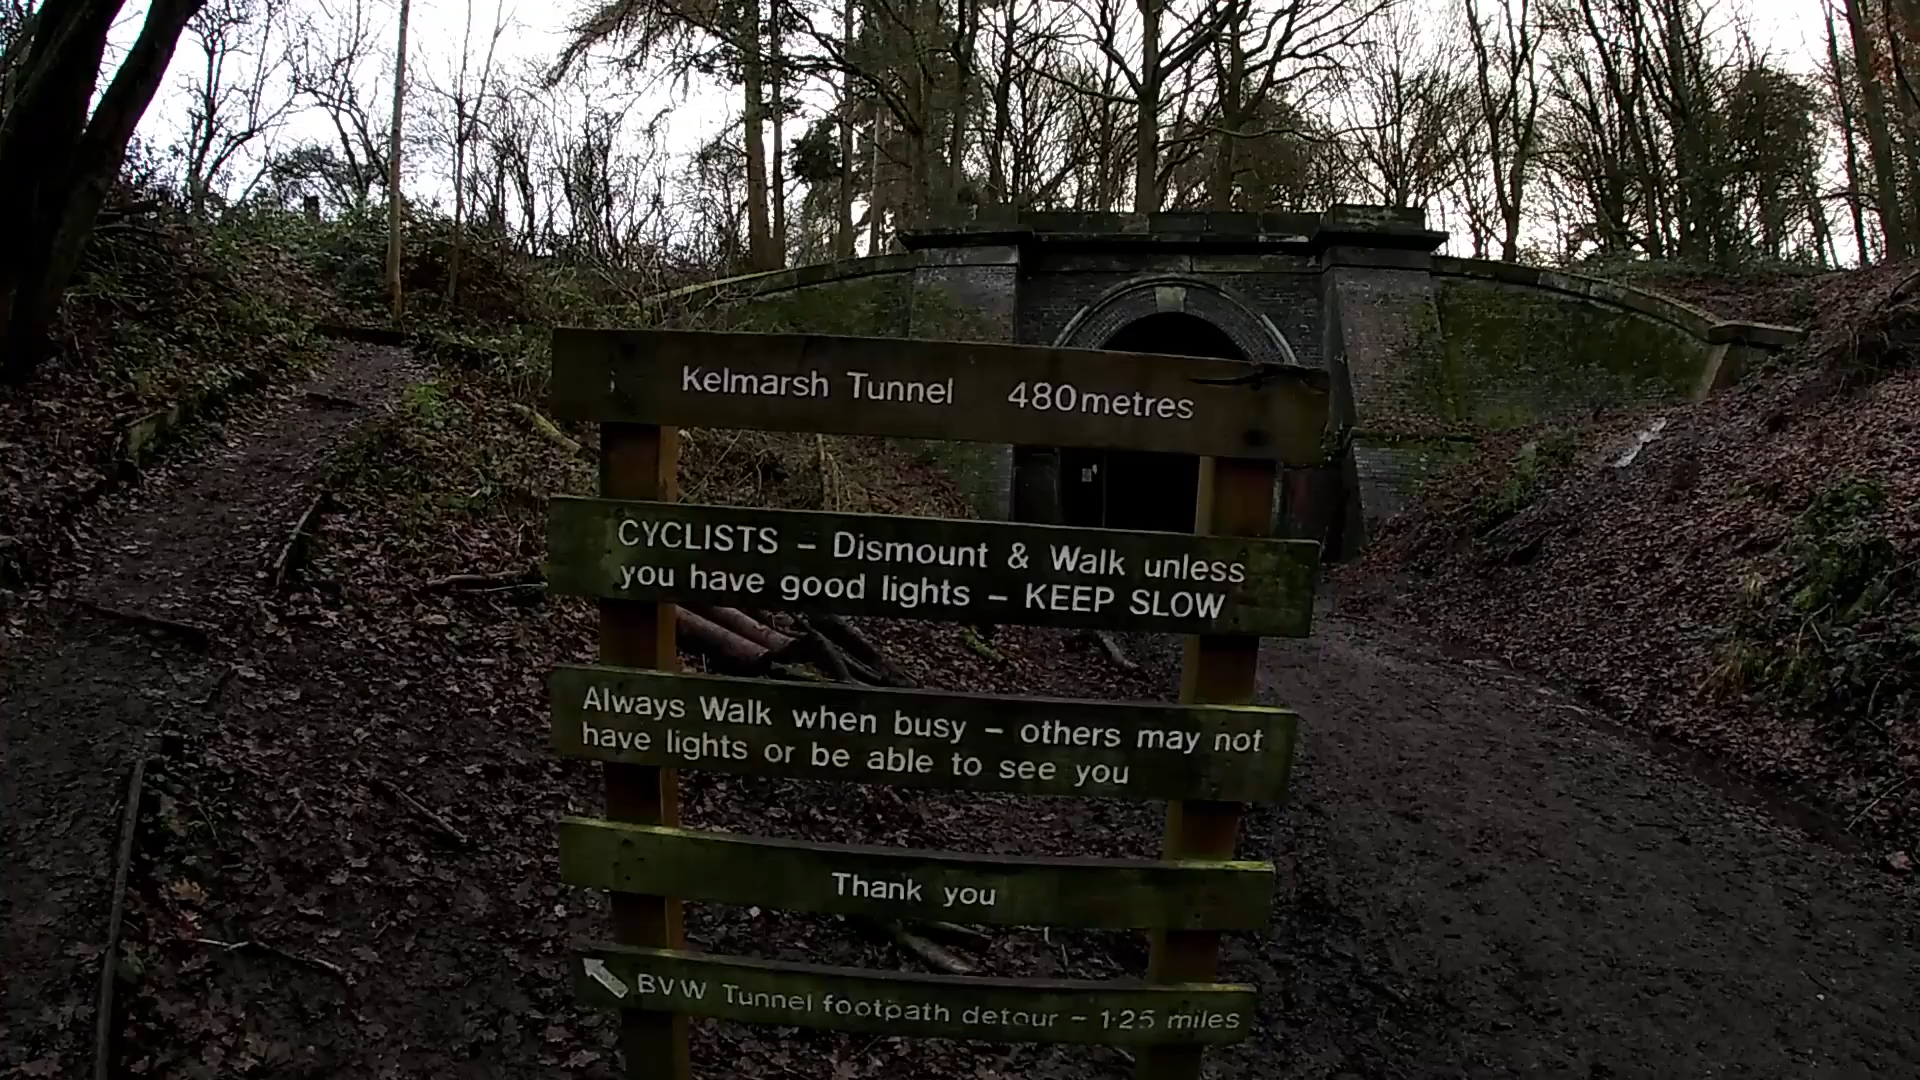 Kelmarsh Tunnel 480metres
CYCLISTS – Dismount & Walk unless
you have good lights – KEEP SLOW
Always Walk when busy – others may not
have lights or be able to see you
Thank you
BVW Tunnel footpath detour – 1·25 miles